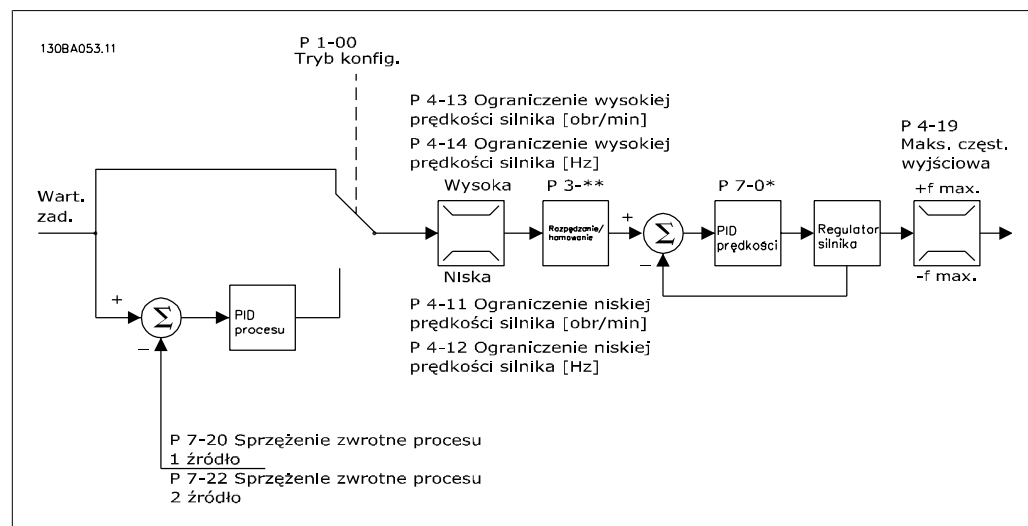 130BA053.11
P 1-00
Tryb konfig.
P 4-13 Ograniczenie wysokiej
prędkości silnika [obr/min]
P 4-14 Ograniczenie wysokiej
prędkości silnika [Hz]
P 4-19
Maks. częst.
wyjściowa
Wart.
zad.
Wysoka
P 3-**
P 7-0*
+f max.
Rozpędzanie/
hamowanie
+
Σ
PID
prędkości
Regulator
silnika
−
NIska
-f max.
+
Σ
PID
procesu
−
P 4-11 Ograniczenie niskiej
prędkości silnika [obr/min]
P 4-12 Ograniczenie niskiej
prędkości silnika [Hz]
P 7-20 Sprzężenie zwrotne procesu
1 źródło
P 7-22 Sprzężenie zwrotne procesu
2 źródło